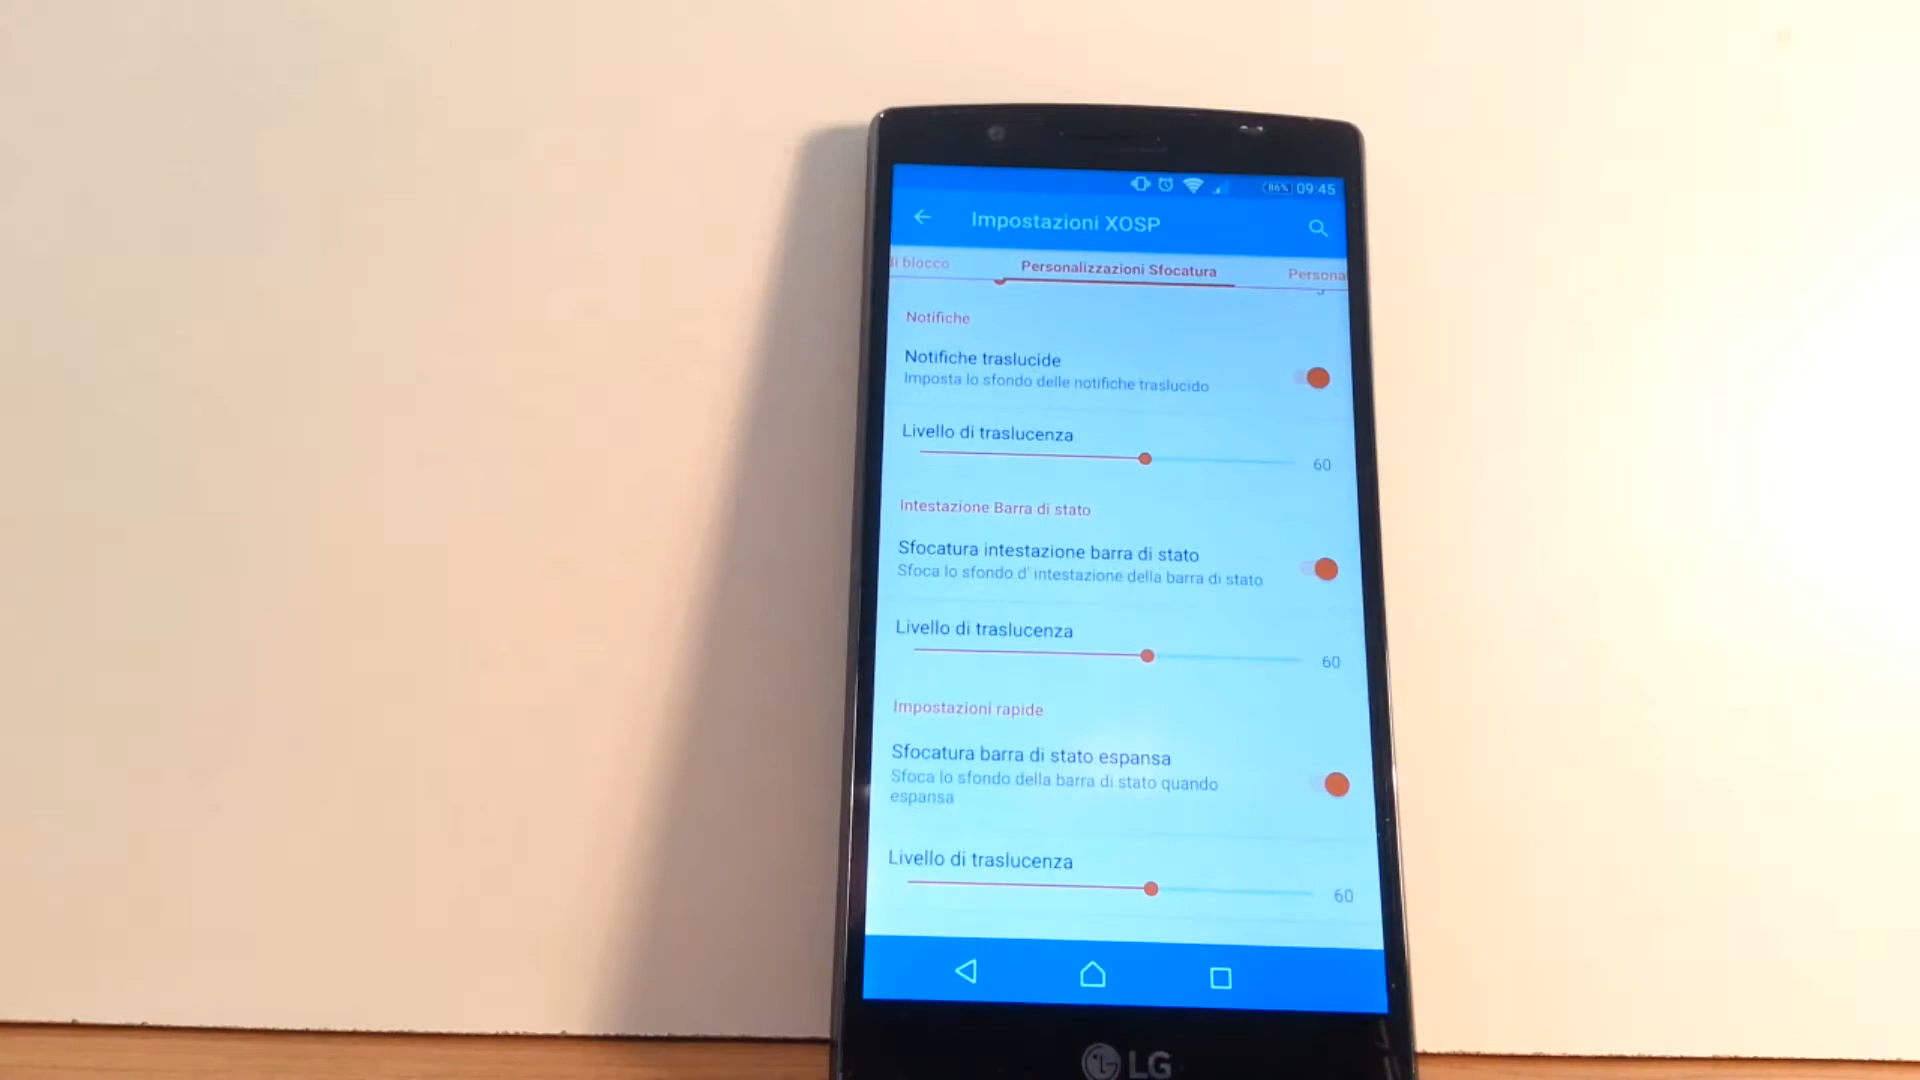 86% 09:45
Impostazioni XOSP
di blocco Personalizzazioni Sfocatura Persona
Notifiche
Notifiche traslucide
Imposta lo sfondo delle notifiche traslucido
Livello di traslucenza
60
Intestazione Barra di stato
Sfocatura intestazione barra di stato
Sfoca lo sfondo d' intestazione della barra di stato
Livello di traslucenza
60
Impostazioni rapide
Sfocatura barra di stato espansa
Sfoca lo sfondo della barra di stato quando
espansa
Livello di traslucenza
60
LG